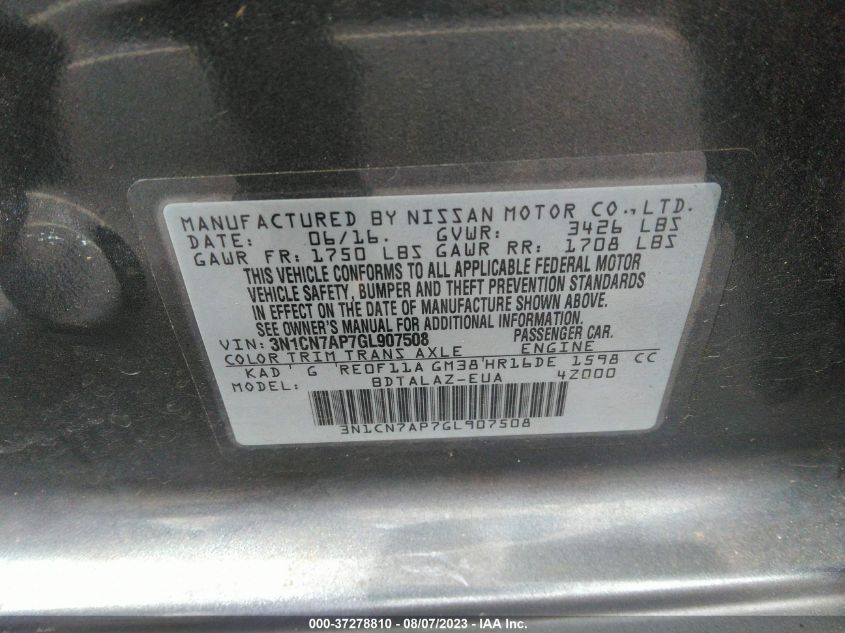 MANUFACTURED BY NISSAN MOTOR CO., LTD.
DATE: 06/16. GVWR: 3426 LBS
GAWR FR: 1750 LBS GAWR RR: 1708 LBS
THIS VEHICLE CONFORMS TO ALL APPLICABLE FEDERAL MOTOR
VEHICLE SAFETY, BUMPER AND THEFT PREVENTION STANDARDS
IN EFFECT ON THE DATE OF MANUFACTURE SHOWN ABOVE.
SEE OWNER'S MANUAL FOR ADDITIONAL INFORMATION.
VIN: 3N1CN7AP7GL907508 PASSENGER CAR.
COLOR TRIM TRANS AXLE ENGINE
KAD G RE0F11A GM38 HR16DE 1598 CC
MODEL: BDTALAZ-EUA 4Z000
3N1CN7AP7GL907508
000-37278810 - 08/07/2023 - IAA Inc.